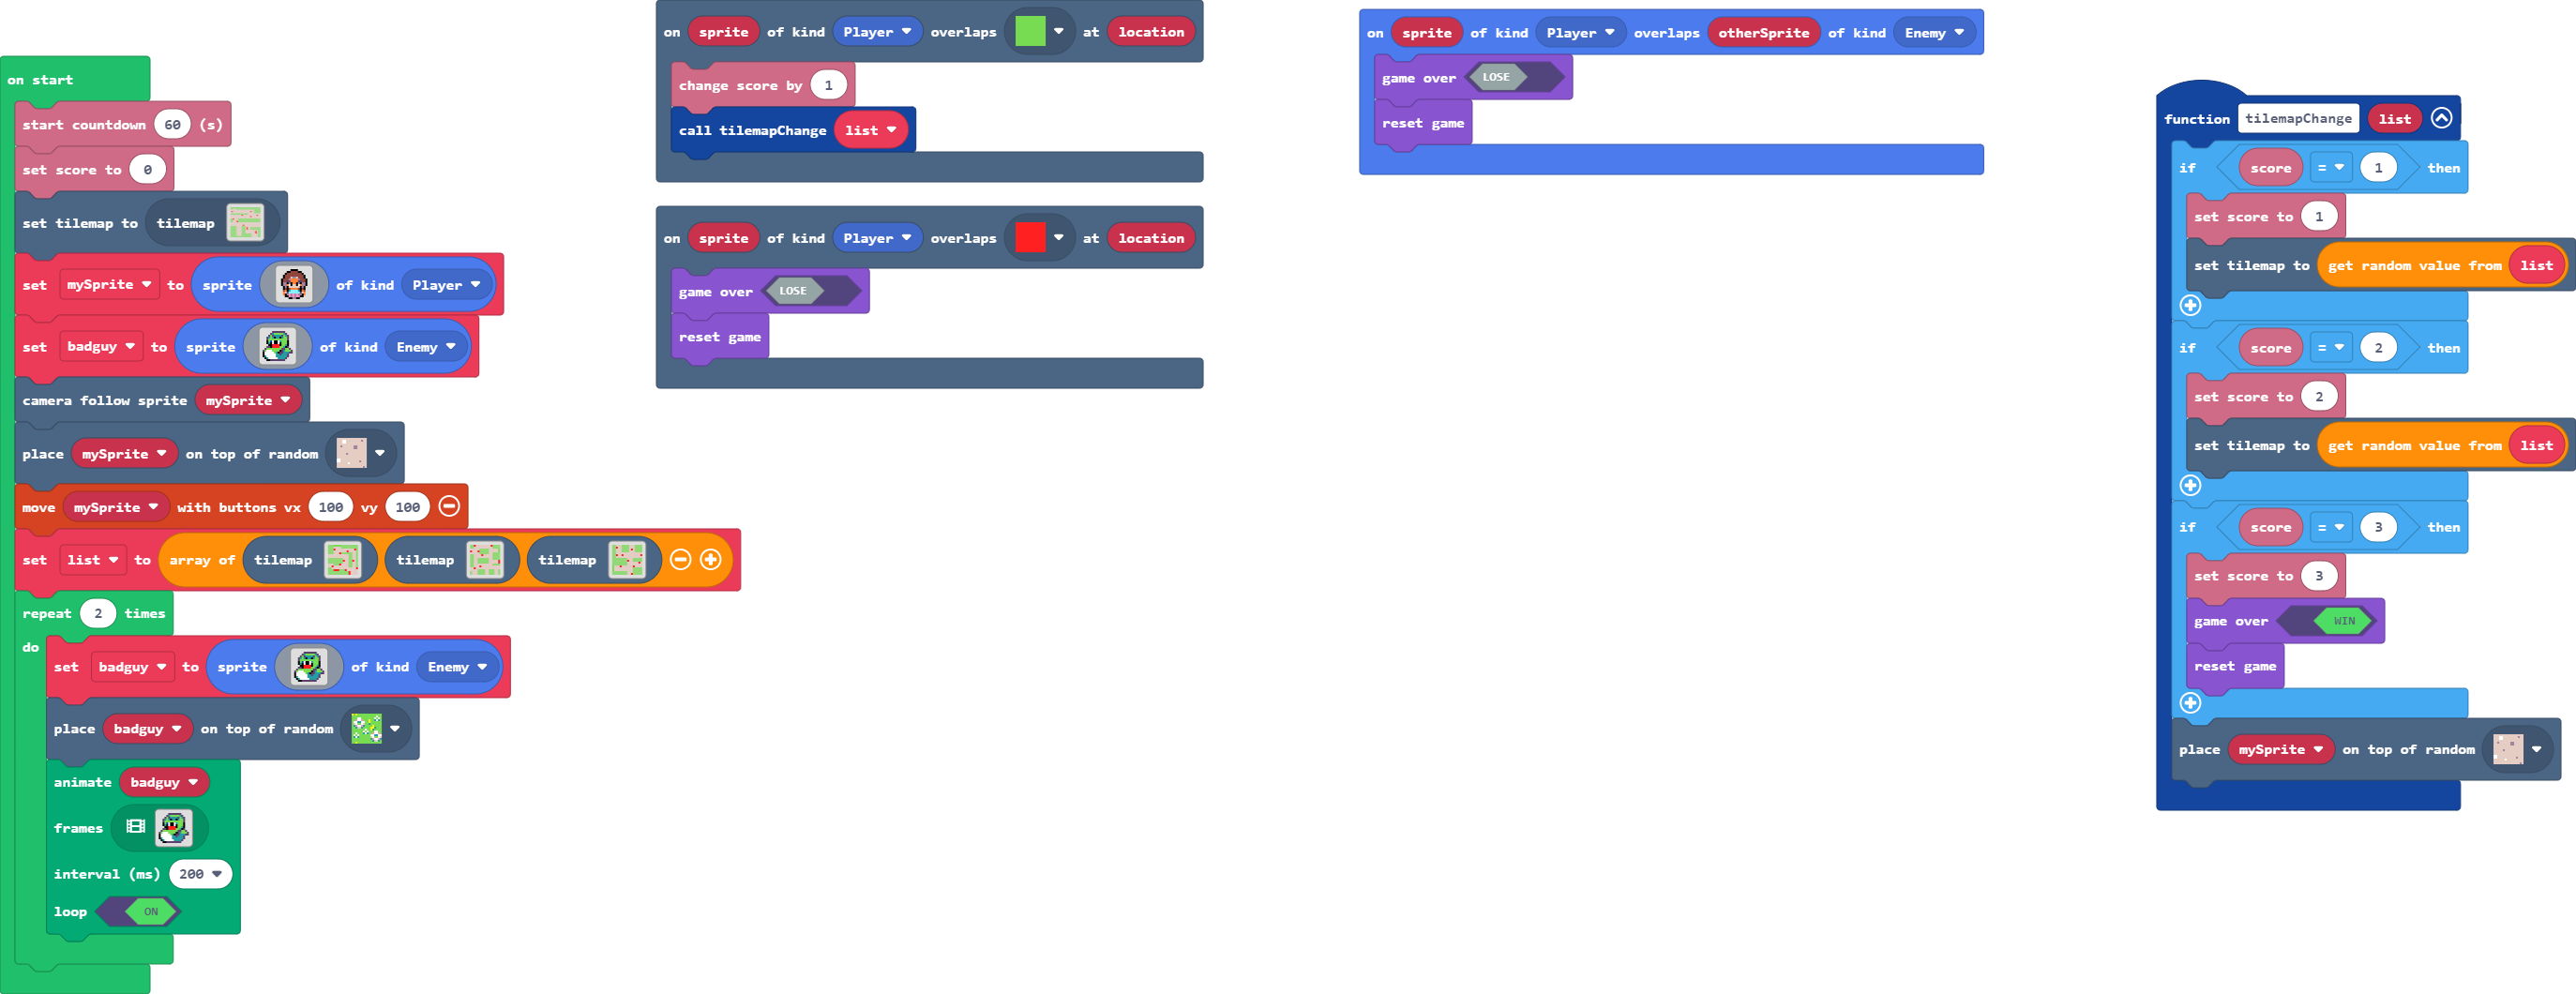 on start
start countdown 60 (s)
set score to 0
set tilemap to tilemap
set mySprite to sprite of kind Player
set badguy to sprite of kind Enemy
camera follow sprite mySprite
place mySprite on top of random
move mySprite with buttons vx 100 vy 100
set list to array of tilemap tilemap tilemap
repeat 2 times
do
set badguy to sprite of kind Enemy
place badguy on top of random
animate badguy
frames
interval (ms) 200
loop ON
on sprite of kind Player overlaps at location
change score by 1
call tilemapChange list
on sprite of kind Player overlaps at location
game over LOSE
reset game
on sprite of kind Player overlaps otherSprite of kind Enemy
game over LOSE
reset game
function tilemapChange list
if score = 1 then
set score to 1
set tilemap to get random value from list
if score = 2 then
set score to 2
set tilemap to get random value from list
if score = 3 then
set score to 3
game over WIN
reset game
place mySprite on top of random